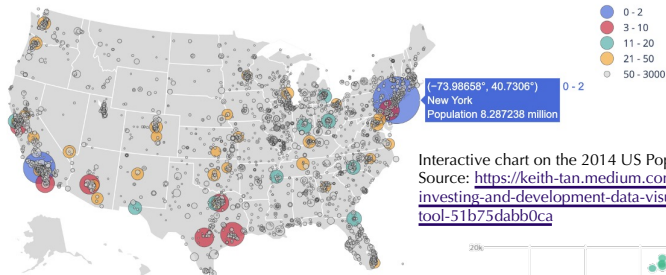 0 - 2
3 - 10
11 - 20
21 - 50
50 - 3000
(−73.98658°, 40.7306°)
0 - 2
New York
Population 8.287238 million
Interactive chart on the 2014 US Pop
Source: https://keith-tan.medium.con
investing-and-development-data-visu
tool-51b75dabb0ca
20k